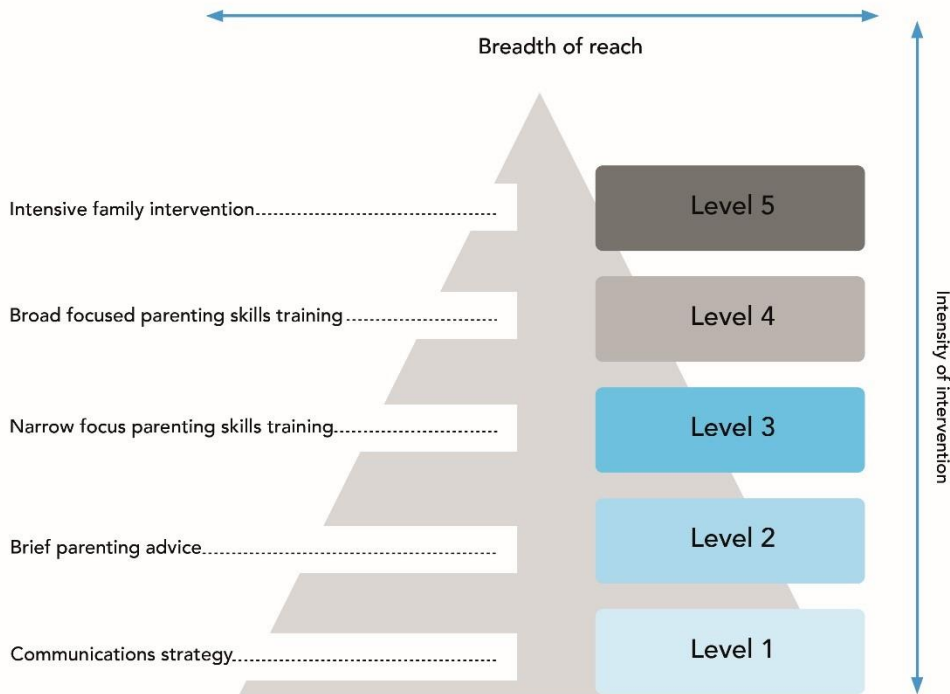 Breadth of reach
Intensive family intervention
Level 5
Broad focused parenting skills training
Level 4
Narrow focus parenting skills training
Level 3
Brief parenting advice
Level 2
Communications strategy
Level 1
Intensity of intervention